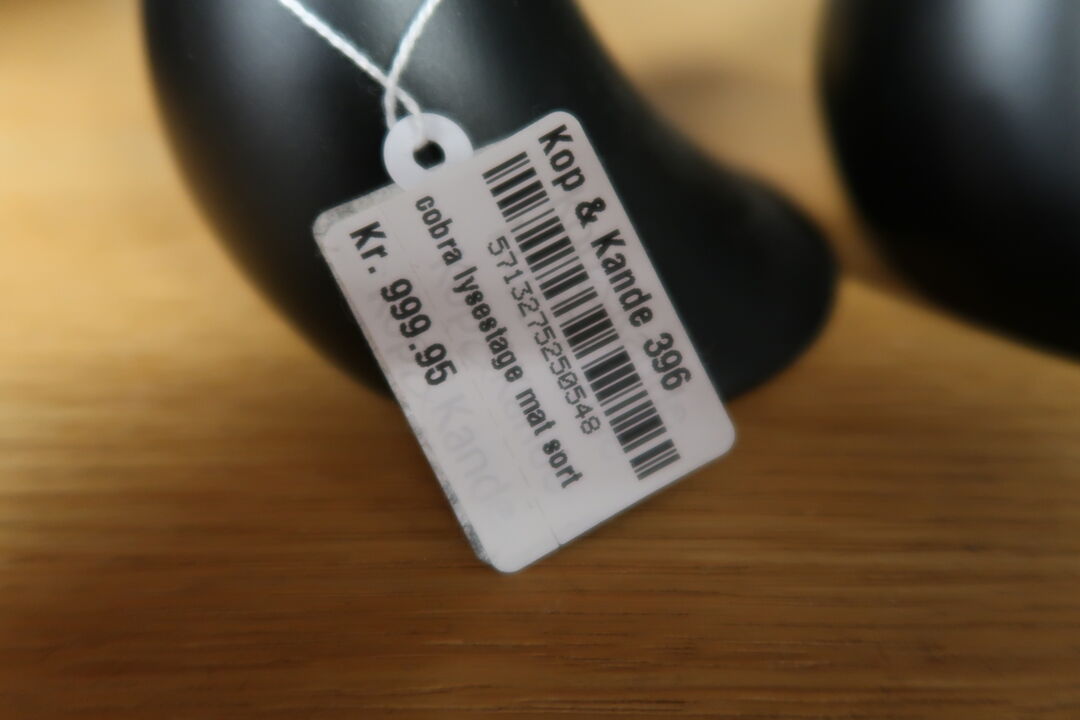 Kop & Kande 396
5713275250548
cobra lysestage mat sort
Kr. 999.95